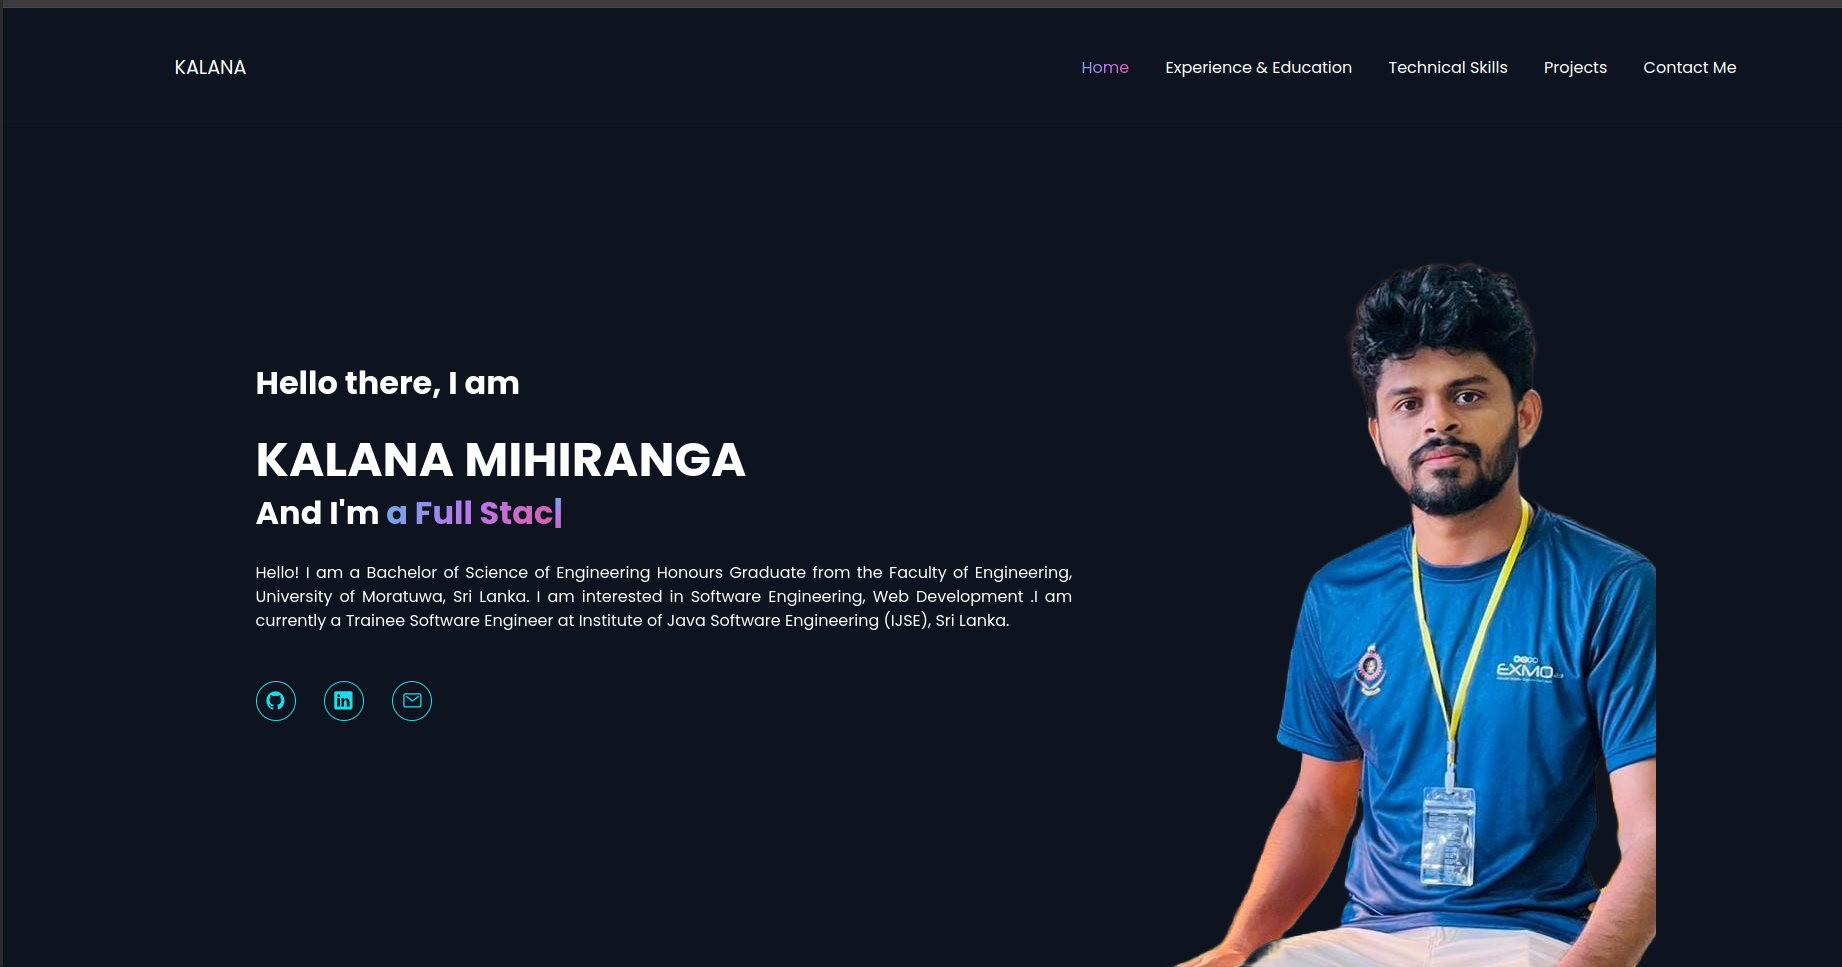 KALANA
Home Experience & Education Technical Skills Projects Contact Me
Hello there, I am
KALANA MIHIRANGA
And I'm a Full Stac|
Hello! I am a Bachelor of Science of Engineering Honours Graduate from the Faculty of Engineering,
University of Moratuwa, Sri Lanka. I am interested in Software Engineering, Web Development .I am
currently a Trainee Software Engineer at Institute of Java Software Engineering (IJSE), Sri Lanka.
in
EXMO